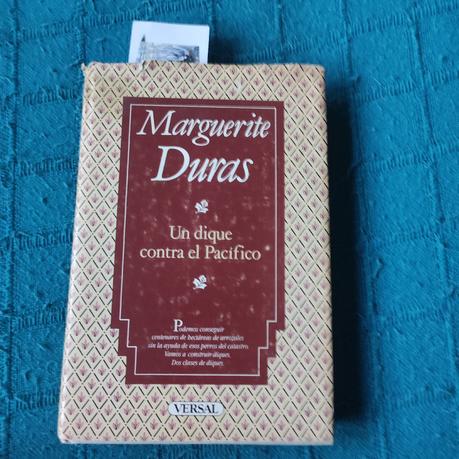 Marguerite
Duras
Un dique
contra el Pacífico
Podemos conseguir
centenares de hectáreas de arrozales
sin la ayuda de esos perros del catastro.
Vamos a construir diques.
Dos clases de diques.
VERSAL